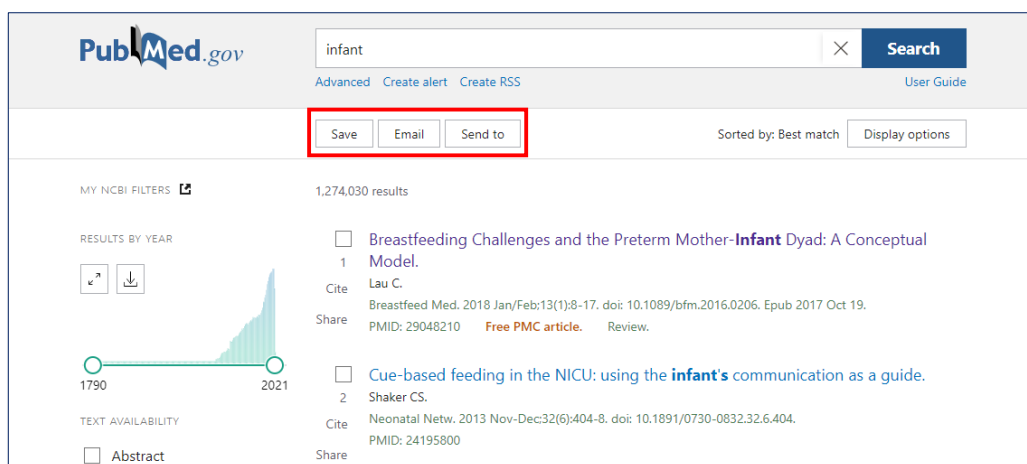 PubMed.gov
infant
Search
Advanced Create alert Create RSS
User Guide
Save Email Send to
Sorted by: Best match Display options
MY NCBI FILTERS
1,274,030 results
RESULTS BY YEAR
1790 2021
TEXT AVAILABILITY
Abstract
Breastfeeding Challenges and the Preterm Mother-Infant Dyad: A Conceptual
1 Model.
Cite Lau C.
Breastfeed Med. 2018 Jan/Feb;13(1):8-17. doi: 10.1089/bfm.2016.0206. Epub 2017 Oct 19.
Share PMID: 29048210 Free PMC article. Review.
Cue-based feeding in the NICU: using the infant's communication as a guide.
2 Shaker CS.
Cite Neonatal Netw. 2013 Nov-Dec;32(6):404-8. doi: 10.1891/0730-0832.32.6.404.
PMID: 24195800
Share